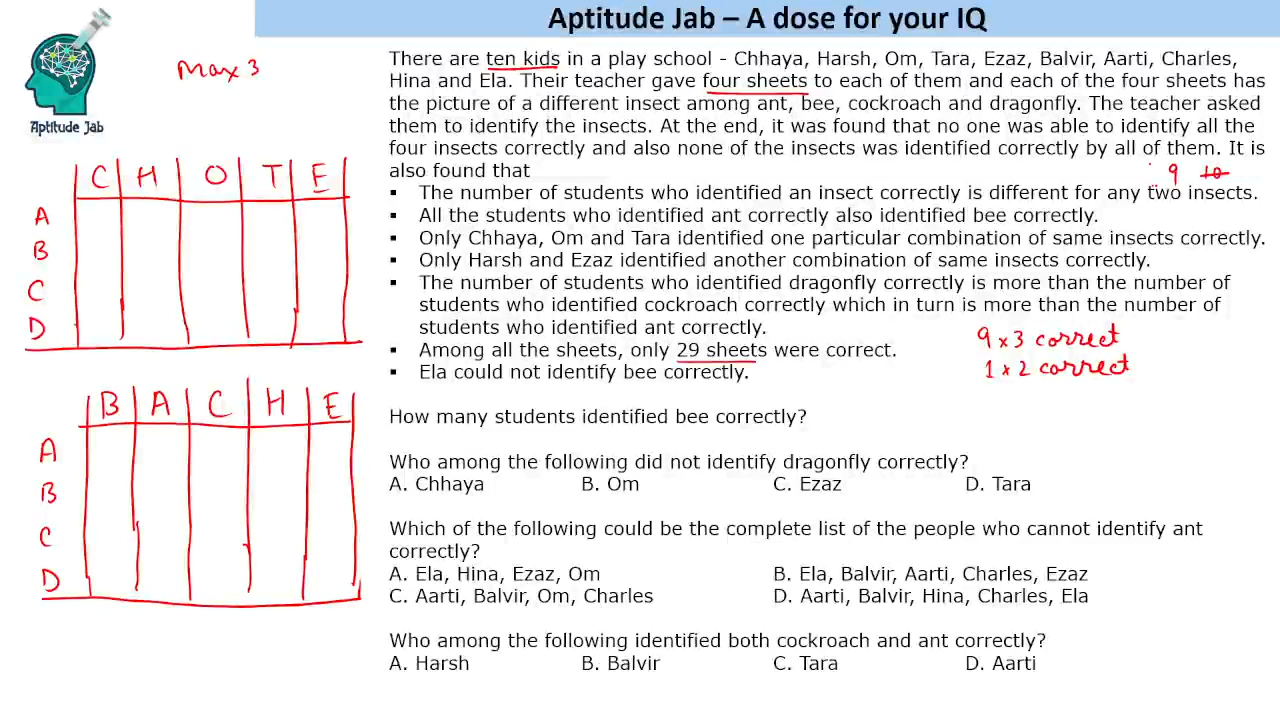 Aptitude Jab – A dose for your IQ
Aptitude Jab
Max 3
There are ten kids in a play school - Chhaya, Harsh, Om, Tara, Ezaz, Balvir, Aarti, Charles,
Hina and Ela. Their teacher gave four sheets to each of them and each of the four sheets has
the picture of a different insect among ant, bee, cockroach and dragonfly. The teacher asked
them to identify the insects. At the end, it was found that no one was able to identify all the
four insects correctly and also none of the insects was identified correctly by all of them. It is
also found that
9 10
▪ The number of students who identified an insect correctly is different for any two insects.
▪ All the students who identified ant correctly also identified bee correctly.
▪ Only Chhaya, Om and Tara identified one particular combination of same insects correctly.
▪ Only Harsh and Ezaz identified another combination of same insects correctly.
▪ The number of students who identified dragonfly correctly is more than the number of
students who identified cockroach correctly which in turn is more than the number of
students who identified ant correctly.
▪ Among all the sheets, only 29 sheets were correct.
▪ Ela could not identify bee correctly.
9 x 3 correct
1 x 2 correct
How many students identified bee correctly?
Who among the following did not identify dragonfly correctly?
A. Chhaya B. Om C. Ezaz D. Tara
Which of the following could be the complete list of the people who cannot identify ant
correctly?
A. Ela, Hina, Ezaz, Om B. Ela, Balvir, Aarti, Charles, Ezaz
C. Aarti, Balvir, Om, Charles D. Aarti, Balvir, Hina, Charles, Ela
Who among the following identified both cockroach and ant correctly?
A. Harsh B. Balvir C. Tara D. Aarti
C H O T E
A
B
C
D
B A C H E
A
B
C
D